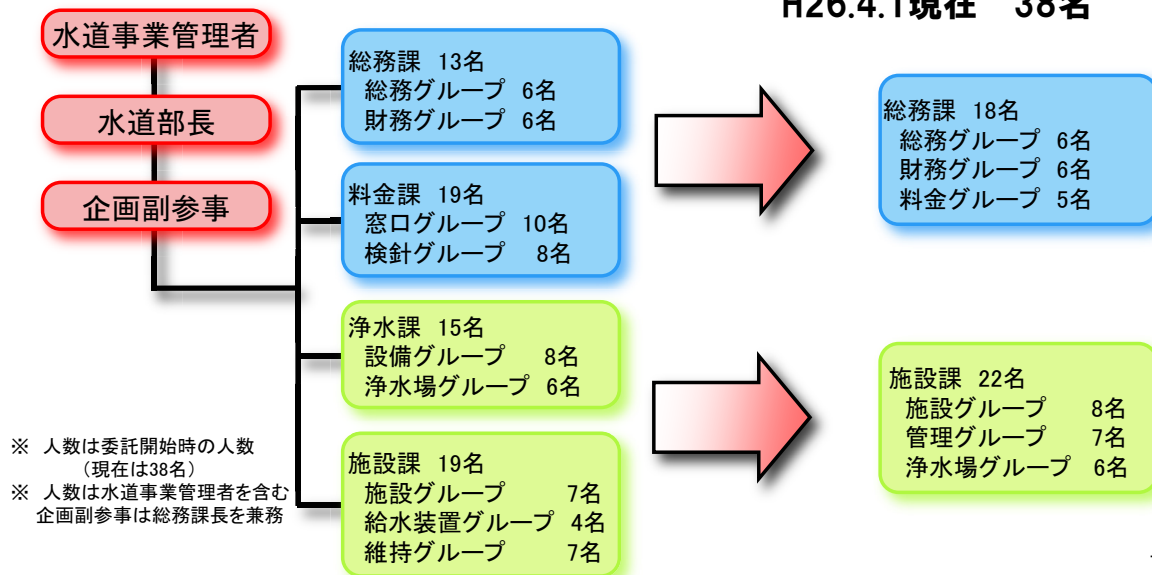 H26.4.1現在　38名
水道事業管理者
水道部長
企画副参事
総務課 13名
総務グループ 6名
財務グループ 6名
料金課 19名
窓口グループ 10名
検針グループ 8名
浄水課 15名
設備グループ 8名
浄水場グループ 6名
施設課 19名
施設グループ 7名
給水装置グループ 4名
維持グループ 7名
総務課 18名
総務グループ 6名
財務グループ 6名
料金グループ 5名
施設課 22名
施設グループ 8名
管理グループ 7名
浄水場グループ 6名
※ 人数は委託開始時の人数
（現在は38名）
※ 人数は水道事業管理者を含む
企画副参事は総務課長を兼務